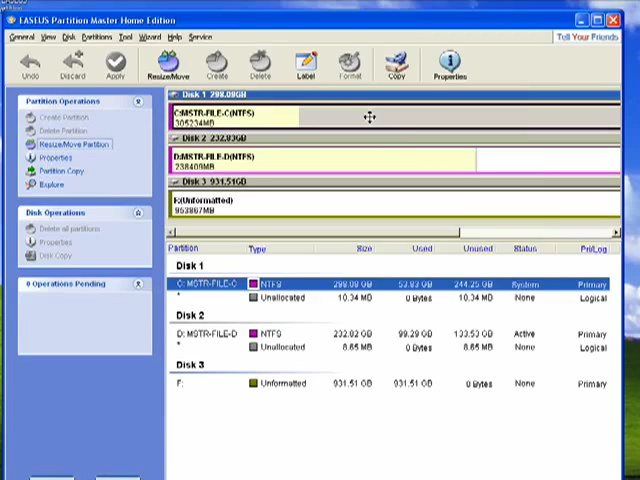 EASEUS Partition Master Home Edition
General View Disk Partitions Tool Wizard Help Service
Tell Your Friends
Undo Discard Apply Resize/Move Create Delete Label Format Copy Properties
Partition Operations
Create Partition
Delete Partition
Resize/Move Partition
Properties
Partition Copy
Explore
Disk Operations
Delete all partitions
Properties
Disk Copy
0 Operations Pending
Disk 1 298.09GB
C:MSTR-FILE-C(NTFS)
305234MB
Disk 2 232.83GB
D:MSTR-FILE-D(NTFS)
238409MB
Disk 3 931.51GB
F:(Unformatted)
953867MB
Partition Type Size Used Unused Status Pri/Log
Disk 1
C: MSTR-FILE-C NTFS 298.08 GB 53.83 GB 244.25 GB System Primary
* Unallocated 10.34 MB 0 Bytes 10.34 MB None Logical
Disk 2
D: MSTR-FILE-D NTFS 232.82 GB 99.29 GB 133.53 GB Active Primary
* Unallocated 8.65 MB 0 Bytes 8.65 MB None Logical
Disk 3
F: Unformatted 931.51 GB 931.51 GB 0 Bytes None Primary